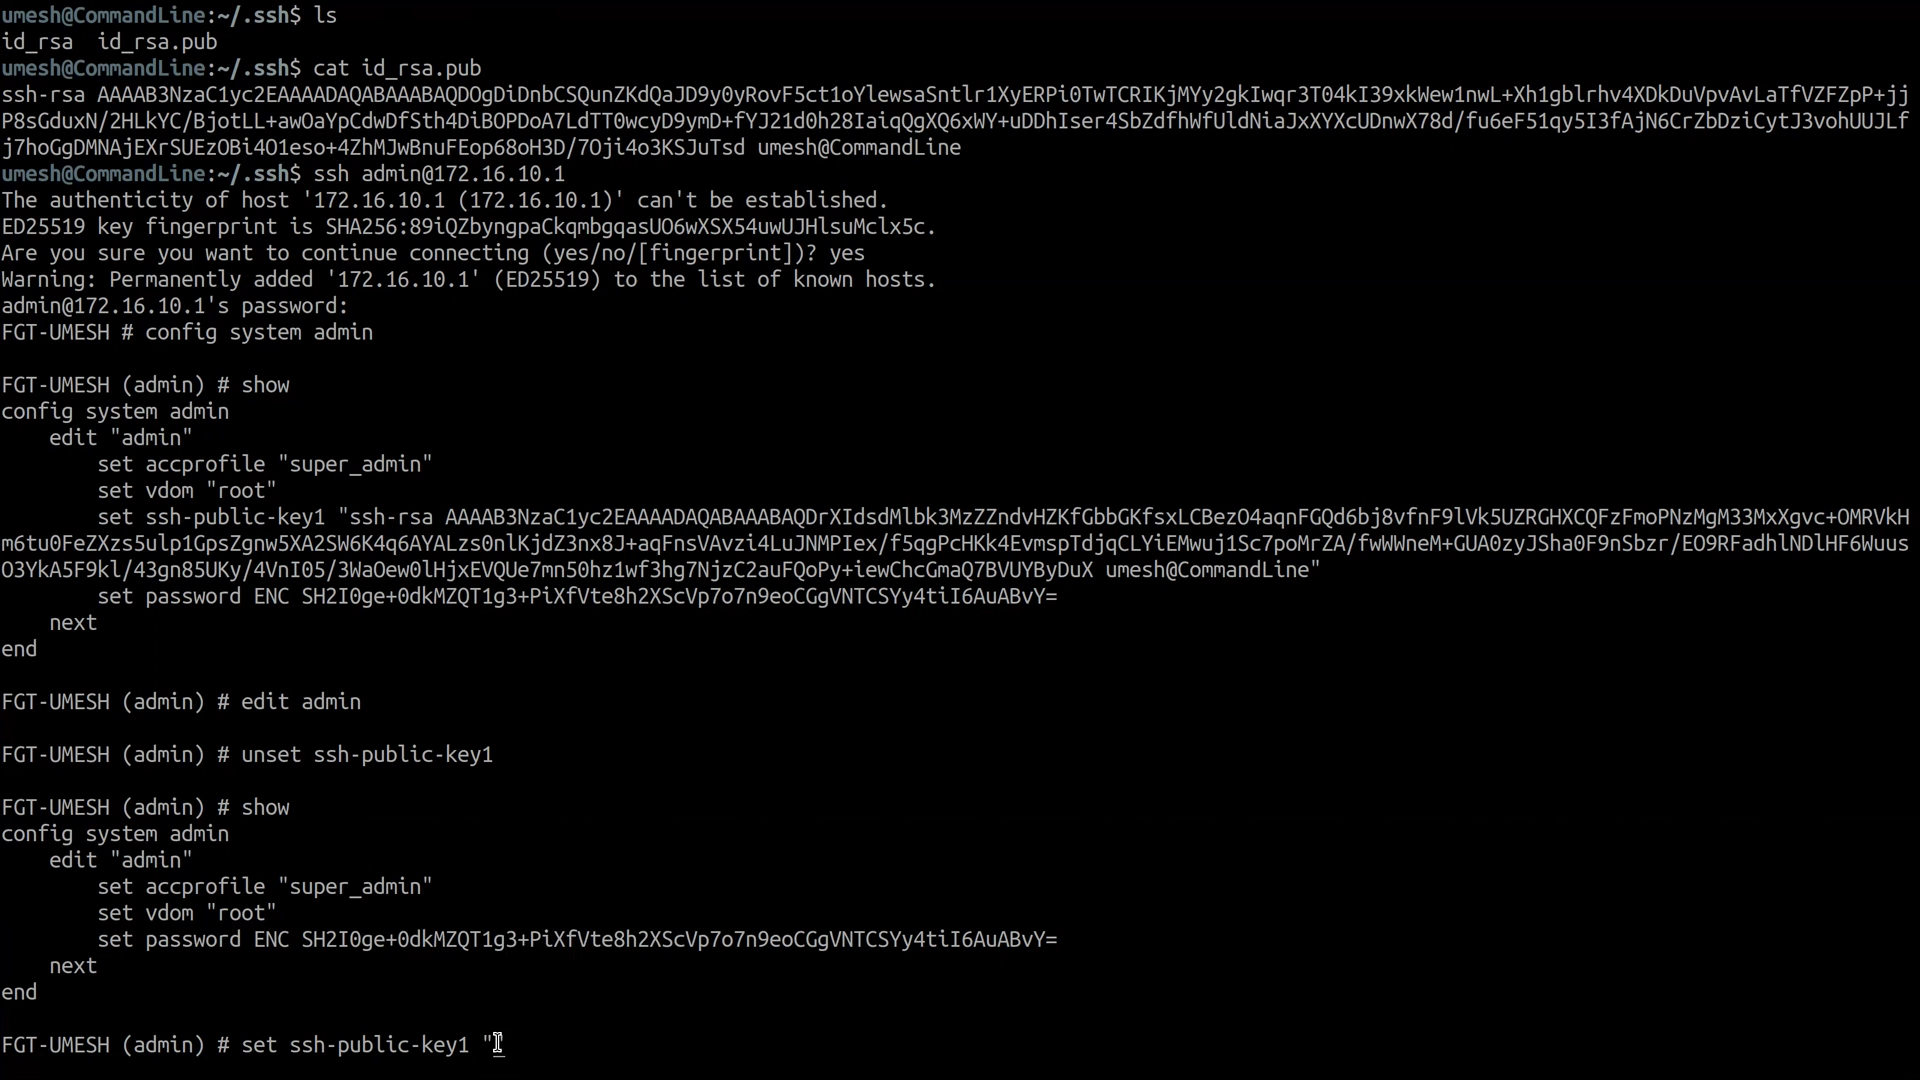 umesh@CommandLine:~/.ssh$ ls
id_rsa  id_rsa.pub
umesh@CommandLine:~/.ssh$ cat id_rsa.pub
ssh-rsa AAAAB3NzaC1yc2EAAAADAQABAAABAQDOgDiDnbCSQunZKdQaJD9y0yRovF5ct1oYlewsaSntlr1XyERPi0TwTCRIKjMYy2gkIwqr3T04kI39xkWew1nwL+Xh1gblrhv4XDkDuVpvAvLaTfVZFZpP+jj
P8sGduxN/2HLkYC/BjotLL+awOaYpCdwDfSth4DiBOPDoA7LdTT0wcyD9ymD+fYJ21d0h28IaiqQgXQ6xWY+uDDhIser4SbZdfhWfUldNiaJxXYXcUDnwX78d/fu6eF51qy5I3fAjN6CrZbDziCytJ3vohUUJLf
j7hoGgDMNAjEXrSUEzOBi4O1eso+4ZhMJwBnuFEop68oH3D/7Oji4o3KSJuTsd umesh@CommandLine
umesh@CommandLine:~/.ssh$ ssh admin@172.16.10.1
The authenticity of host '172.16.10.1 (172.16.10.1)' can't be established.
ED25519 key fingerprint is SHA256:89iQZbyngpaCkqmbgqasUO6wXSX54uwUJHlsuMclx5c.
Are you sure you want to continue connecting (yes/no/[fingerprint])? yes
Warning: Permanently added '172.16.10.1' (ED25519) to the list of known hosts.
admin@172.16.10.1's password:
FGT-UMESH # config system admin
FGT-UMESH (admin) # show
config system admin
    edit "admin"
        set accprofile "super_admin"
        set vdom "root"
        set ssh-public-key1 "ssh-rsa AAAAB3NzaC1yc2EAAAADAQABAAABAQDrXIdsdMlbk3MzZZndvHZKfGbbGKfsxLCBezO4aqnFGQd6bj8vfnF9lVk5UZRGHXCQFzFmoPNzMgM33MxXgvc+OMRVkH
m6tu0FeZXzs5ulp1GpsZgnw5XA2SW6K4q6AYALzs0nlKjdZ3nx8J+aqFnsVAvzi4LuJNMPIex/f5qgPcHKk4EvmspTdjqCLYiEMwuj1Sc7poMrZA/fwWWneM+GUA0zyJSha0F9nSbzr/EO9RFadhlNDlHF6Wuus
O3YkA5F9kl/43gn85UKy/4VnI05/3WaOew0lHjxEVQUe7mn50hz1wf3hg7NjzC2auFQoPy+iewChcGmaQ7BVUYByDuX umesh@CommandLine"
        set password ENC SH2I0ge+0dkMZQT1g3+PiXfVte8h2XScVp7o7n9eoCGgVNTCSYy4tiI6AuABvY=
    next
end
FGT-UMESH (admin) # edit admin
FGT-UMESH (admin) # unset ssh-public-key1
FGT-UMESH (admin) # show
config system admin
    edit "admin"
        set accprofile "super_admin"
        set vdom "root"
        set password ENC SH2I0ge+0dkMZQT1g3+PiXfVte8h2XScVp7o7n9eoCGgVNTCSYy4tiI6AuABvY=
    next
end
FGT-UMESH (admin) # set ssh-public-key1 "